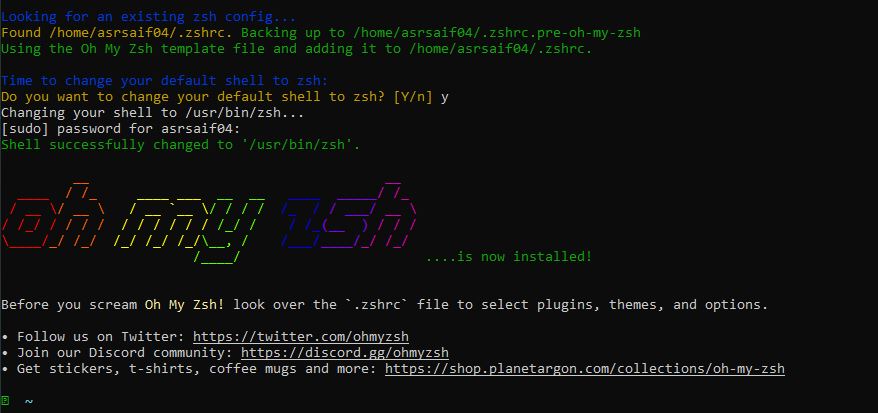 Looking for an existing zsh config...
Found /home/asrsaif04/.zshrc. Backing up to /home/asrsaif04/.zshrc.pre-oh-my-zsh
Using the Oh My Zsh template file and adding it to /home/asrsaif04/.zshrc.
Time to change your default shell to zsh:
Do you want to change your default shell to zsh? [Y/n] y
Changing your shell to /usr/bin/zsh...
[sudo] password for asrsaif04:
Shell successfully changed to '/usr/bin/zsh'.
oh my zsh
....is now installed!
Before you scream Oh My Zsh! look over the `.zshrc` file to select plugins, themes, and options.
• Follow us on Twitter: https://twitter.com/ohmyzsh
• Join our Discord community: https://discord.gg/ohmyzsh
• Get stickers, t-shirts, coffee mugs and more: https://shop.planetargon.com/collections/oh-my-zsh
~